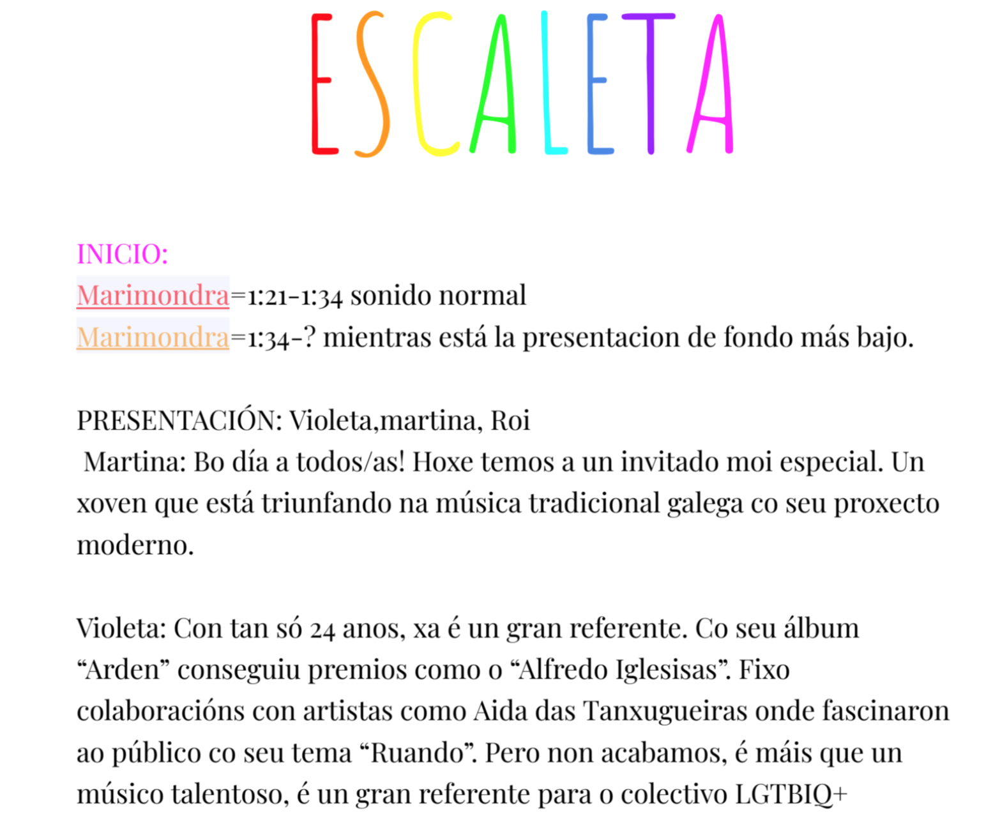 ESCALETA
INICIO:
Marimondra=1:21-1:34 sonido normal
Marimondra=1:34-? mientras está la presentacion de fondo más bajo.
PRESENTACIÓN: Violeta,martina, Roi
Martina: Bo día a todos/as! Hoxe temos a un invitado moi especial. Un
xoven que está triunfando na música tradicional galega co seu proxecto
moderno.
Violeta: Con tan só 24 anos, xa é un gran referente. Co seu álbum
“Arden” conseguiu premios como o “Alfredo Iglesisas”. Fixo
colaboracións con artistas como Aida das Tanxugueiras onde fascinaron
ao público co seu tema “Ruando”. Pero non acabamos, é máis que un
músico talentoso, é un gran referente para o colectivo LGTBIQ+